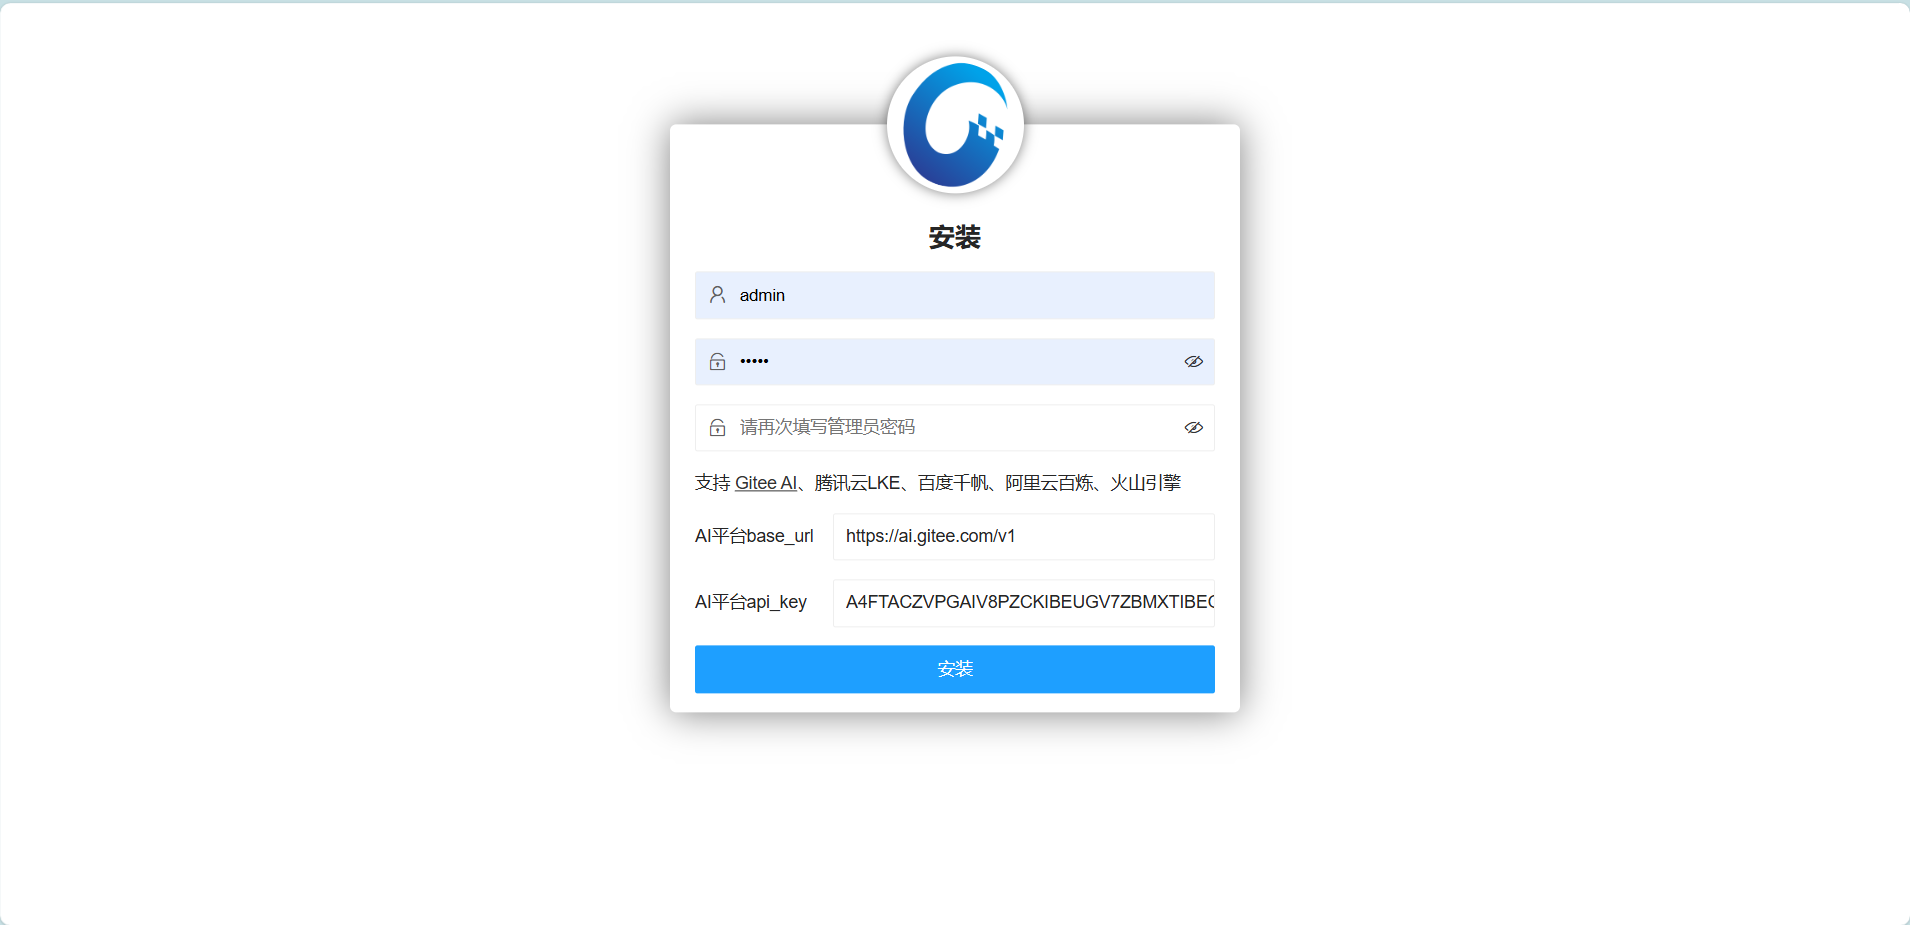 安装
admin
•••••
请再次填写管理员密码
支持 Gitee AI、腾讯云LKE、百度千帆、阿里云百炼、火山引擎
AI平台base_url
https://ai.gitee.com/v1
AI平台api_key
A4FTACZVPGAIV8PZCKIBEUGV7ZBMXTIBEC
安装